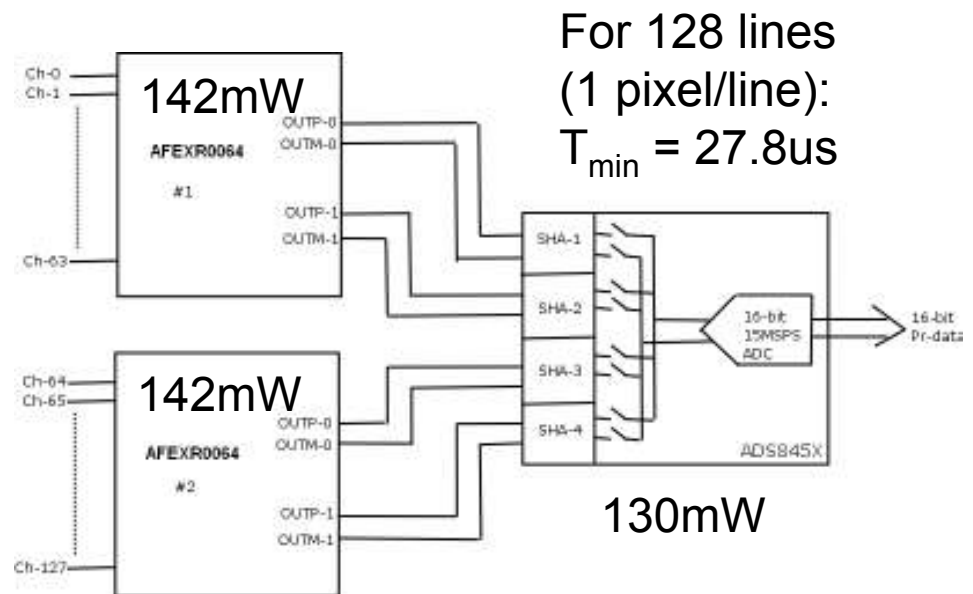 For 128 lines
(1 pixel/line):
Tmin = 27.8us
Ch-0
Ch-1
Ch-63
142mW
AFEXR0064
#1
OUTP-0
OUTM-0
OUTP-1
OUTM-1
Ch-64
Ch-65
Ch-127
142mW
AFEXR0064
#2
OUTP-0
OUTM-0
OUTP-1
OUTM-1
SHA-1
SHA-2
SHA-3
SHA-4
16-bit
15MSPS
ADC
ADS845X
16-bit
Pr-data
130mW